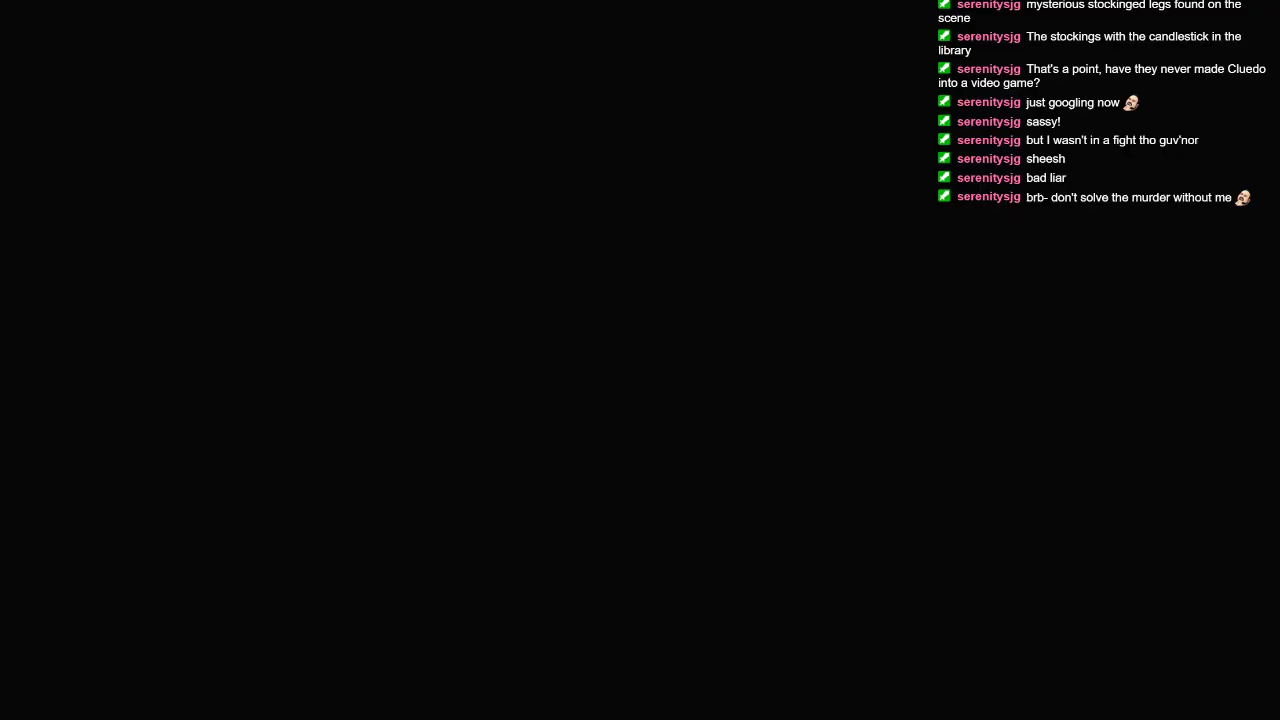 serenitysjg mysterious stockinged legs found on the
scene
serenitysjg The stockings with the candlestick in the
library
serenitysjg That's a point, have they never made Cluedo
into a video game?
serenitysjg just googling now
serenitysjg sassy!
serenitysjg but I wasn't in a fight tho guv'nor
serenitysjg sheesh
serenitysjg bad liar
serenitysjg brb- don't solve the murder without me